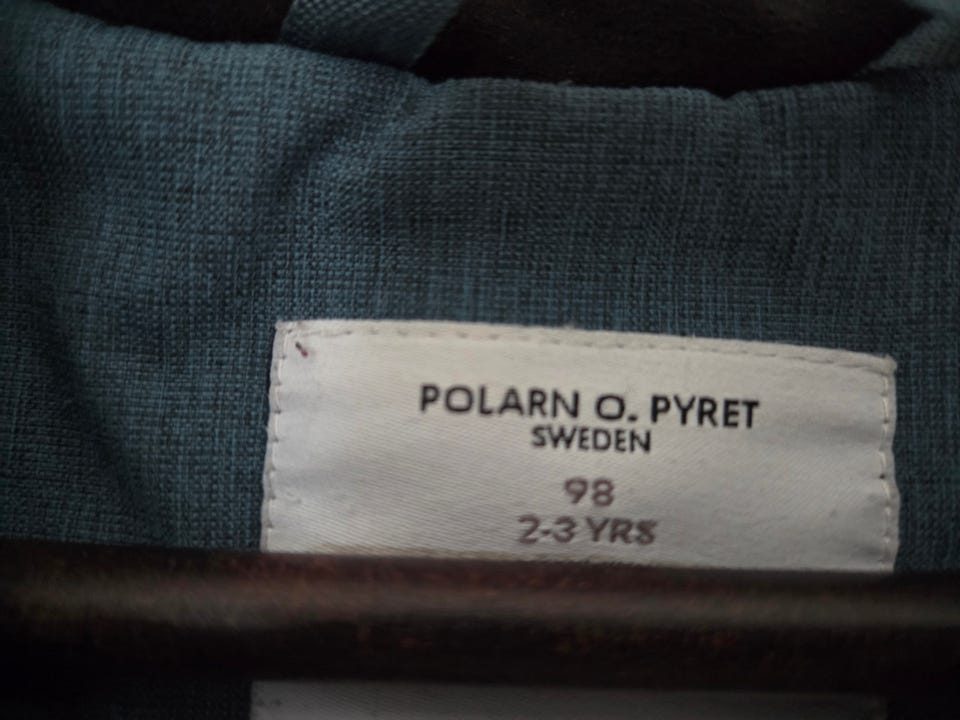 POLARN O. PYRET
SWEDEN
98
2-3 YRS